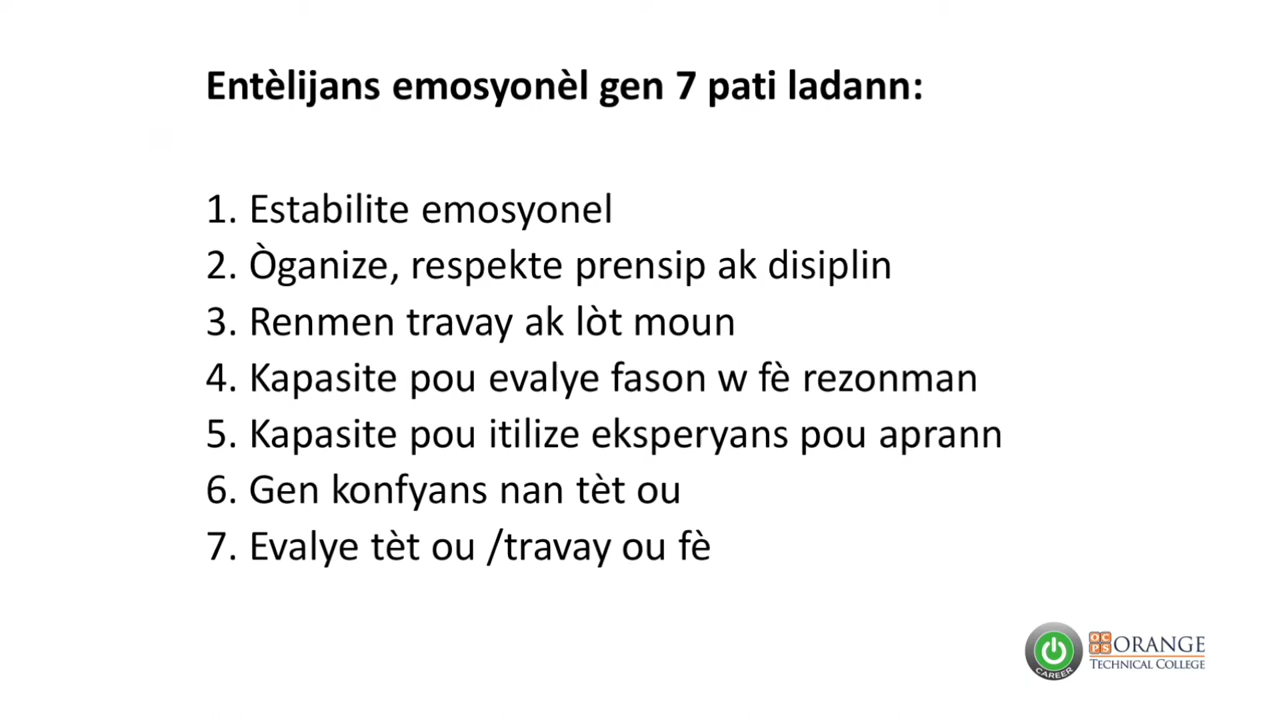 Entèlijans emosyonèl gen 7 pati ladann:
1. Estabilite emosyonel
2. Òganize, respekte prensip ak disiplin
3. Renmen travay ak lòt moun
4. Kapasite pou evalye fason w fè rezonman
5. Kapasite pou itilize eksperyans pou aprann
6. Gen konfyans nan tèt ou
7. Evalye tèt ou /travay ou fè
CAREER
OCPS ORANGE
TECHNICAL COLLEGE